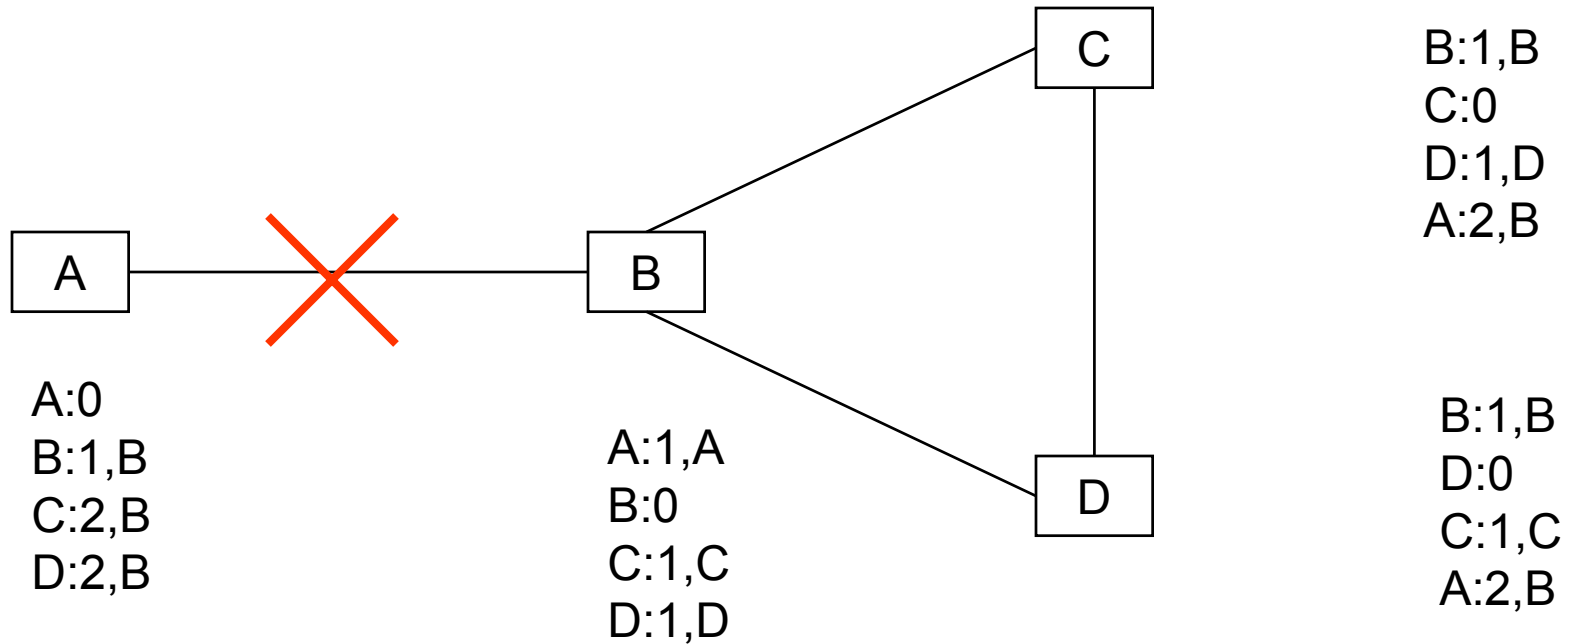 C
B:1,B
C:0
D:1,D
A:2,B
A
B
A:0
B:1,B
C:2,B
D:2,B
A:1,A
B:0
C:1,C
D:1,D
D
B:1,B
D:0
C:1,C
A:2,B